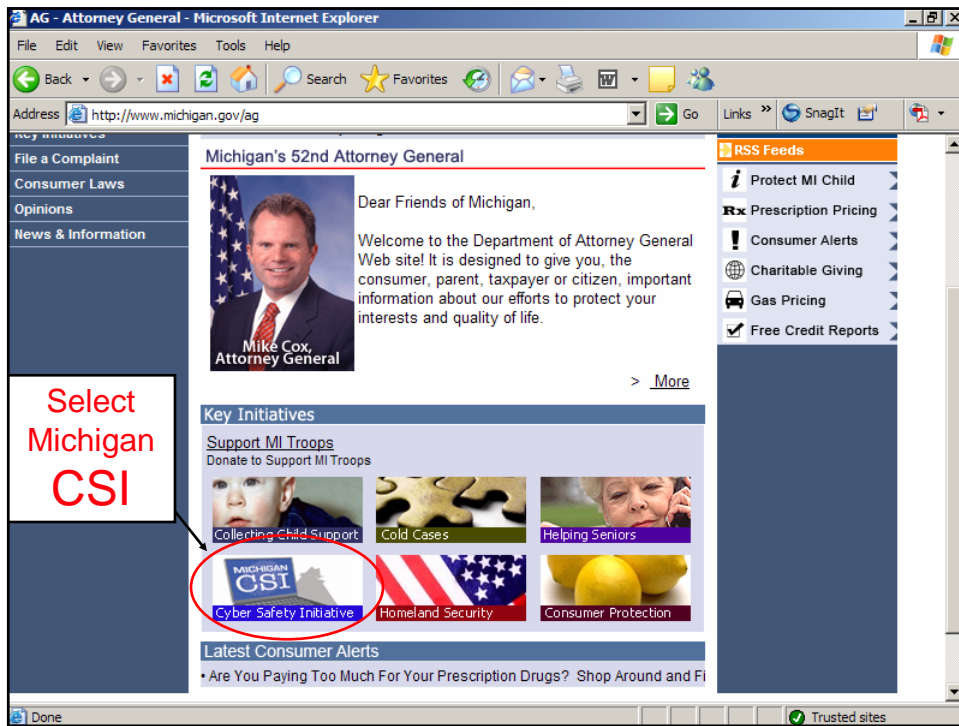 AG - Attorney General - Microsoft Internet Explorer
File Edit View Favorites Tools Help
Back Search Favorites
Address http://www.michigan.gov/ag Go Links » SnagIt
Key Initiatives
File a Complaint
Consumer Laws
Opinions
News & Information
Michigan's 52nd Attorney General
Mike Cox,
Attorney General
Dear Friends of Michigan,
Welcome to the Department of Attorney General
Web site! It is designed to give you, the
consumer, parent, taxpayer or citizen, important
information about our efforts to protect your
interests and quality of life.
> More
RSS Feeds
i Protect MI Child
Rx Prescription Pricing
! Consumer Alerts
Charitable Giving
Gas Pricing
Free Credit Reports
Select
Michigan
CSI
Key Initiatives
Support MI Troops
Donate to Support MI Troops
Collecting Child Support
Cold Cases
Helping Seniors
MICHIGAN
CSI
Cyber Safety Initiative
Homeland Security
Consumer Protection
Latest Consumer Alerts
• Are You Paying Too Much For Your Prescription Drugs? Shop Around and Fi
Done
Trusted sites